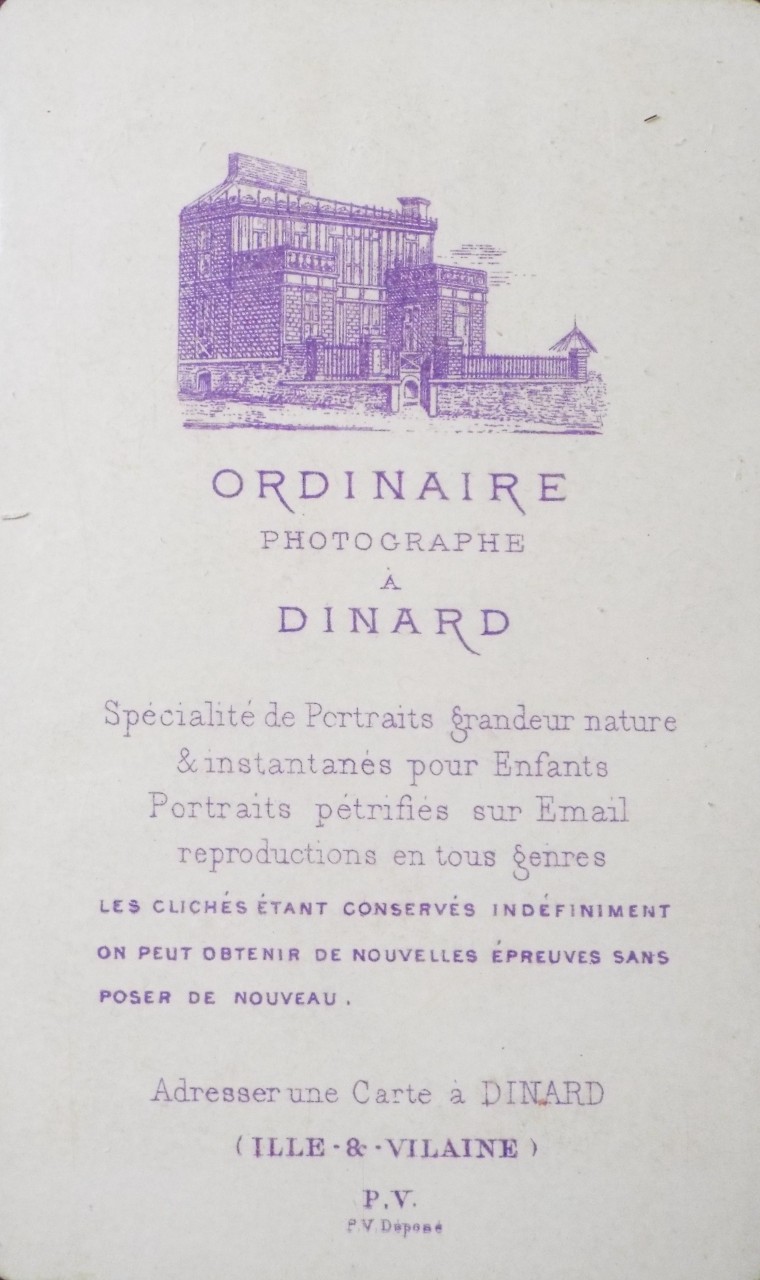 ORDINAIRE
PHOTOGRAPHE
À
DINARD
Spécialité de Portraits grandeur nature
& instantanés pour Enfants
Portraits pétrifiés sur Email
reproductions en tous genres
LES CLICHÉS ÉTANT CONSERVÉS INDÉFINIMENT
ON PEUT OBTENIR DE NOUVELLES ÉPREUVES SANS
POSER DE NOUVEAU.
Adresser une Carte à DINARD
(ILLE-&-VILAINE)
P.V.
P.V. Déposé